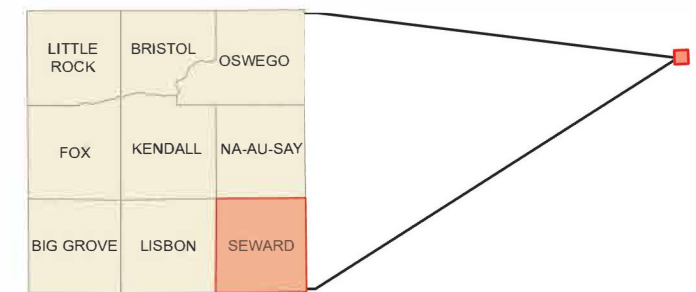 LITTLE
ROCK
BRISTOL
OSWEGO
FOX
KENDALL
NA-AU-SAY
BIG GROVE
LISBON
SEWARD